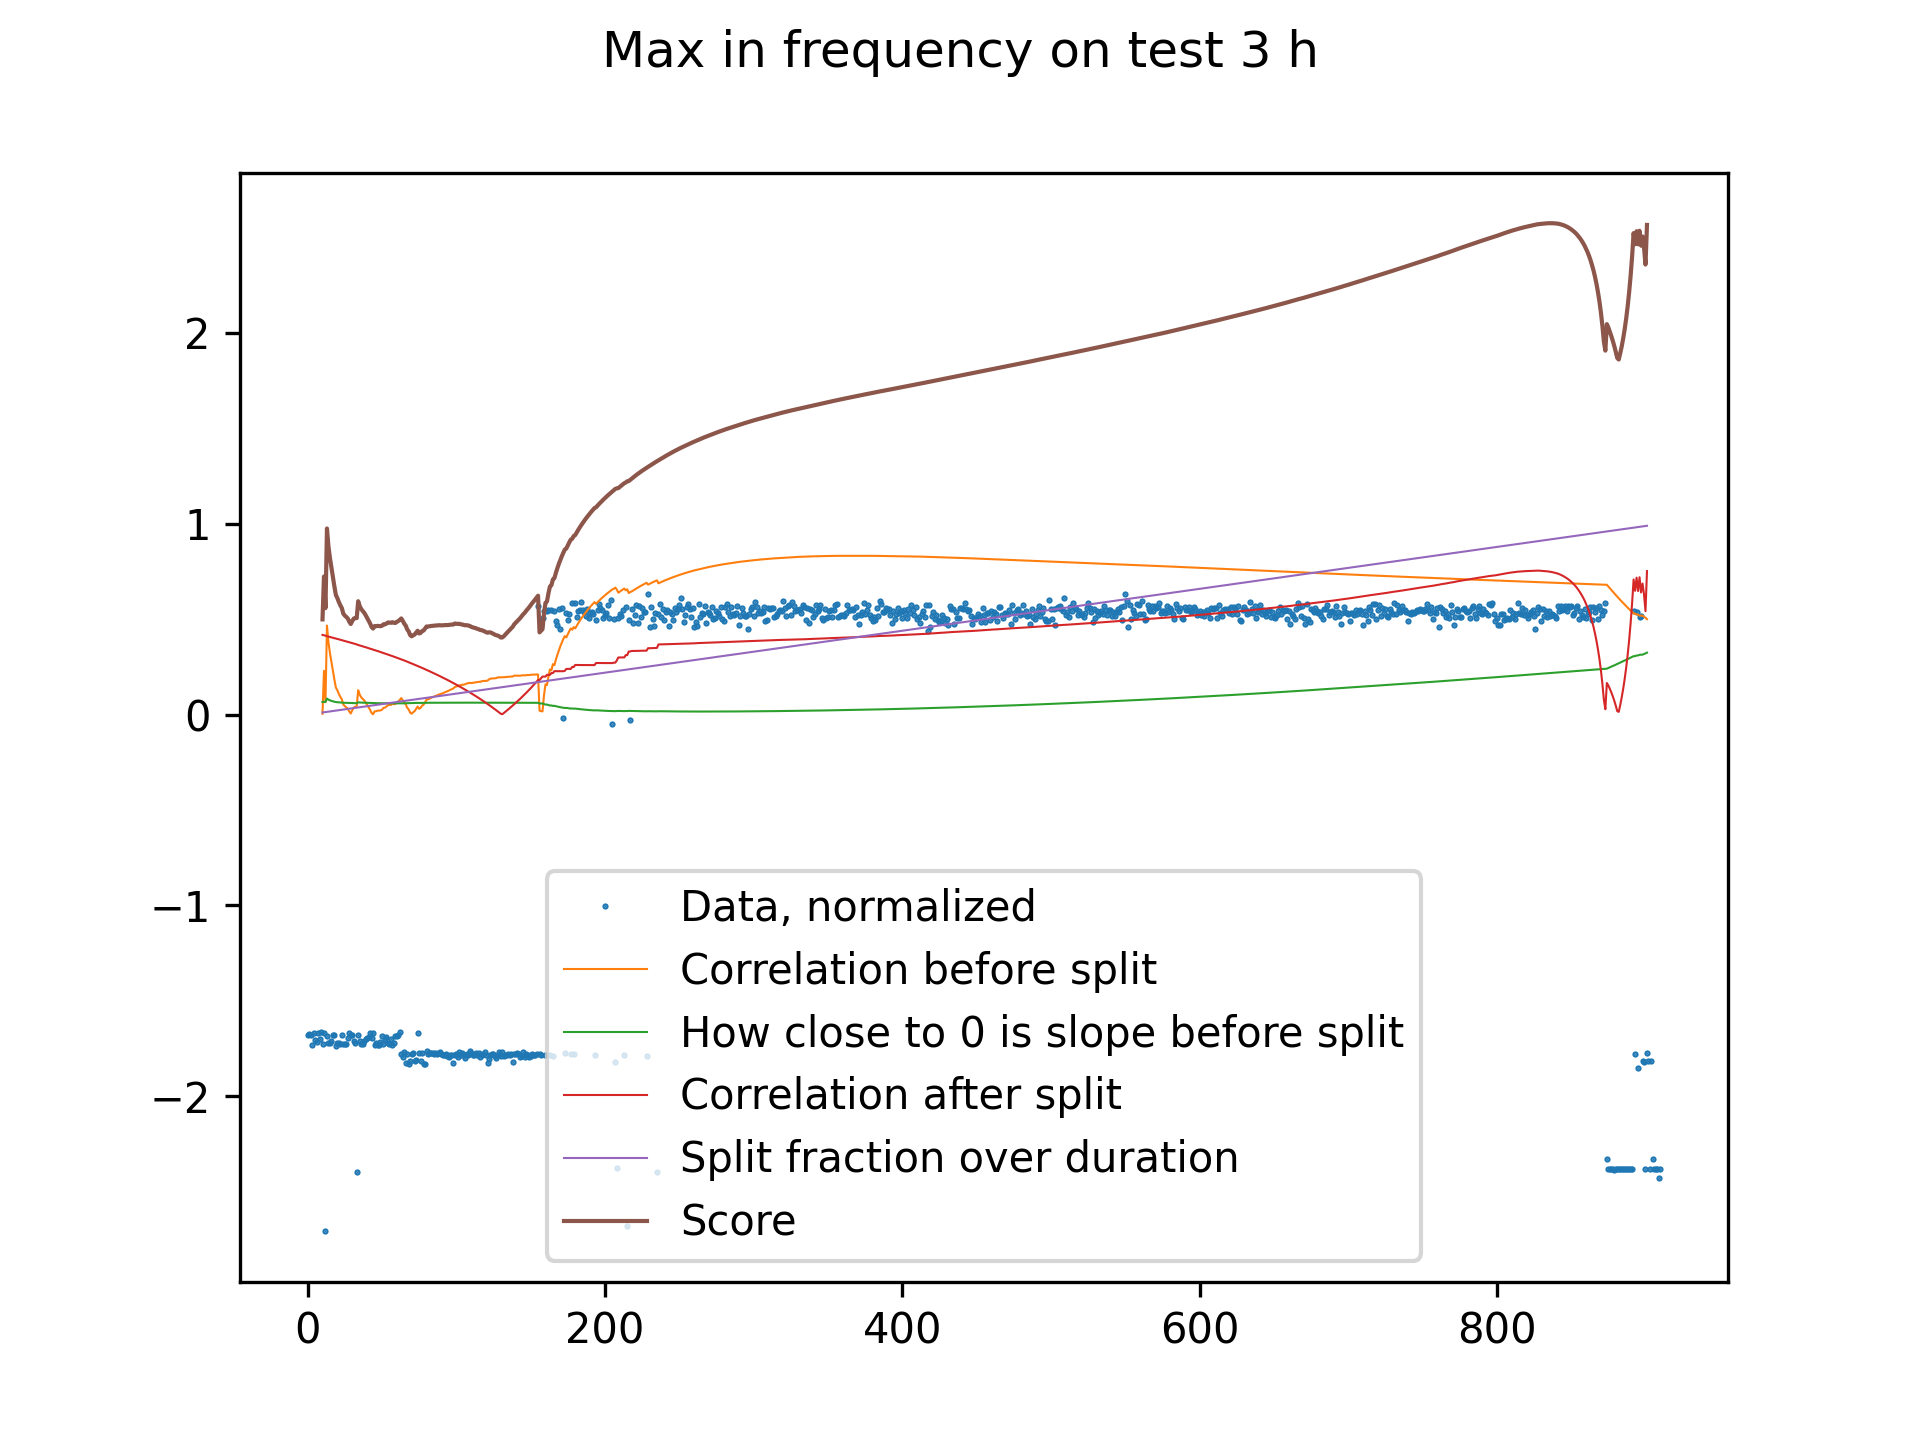 Max in frequency on test 3 h
2
1
0
−1
−2
Data, normalized
Correlation before split
How close to 0 is slope before split
Correlation after split
Split fraction over duration
Score
0 200 400 600 800